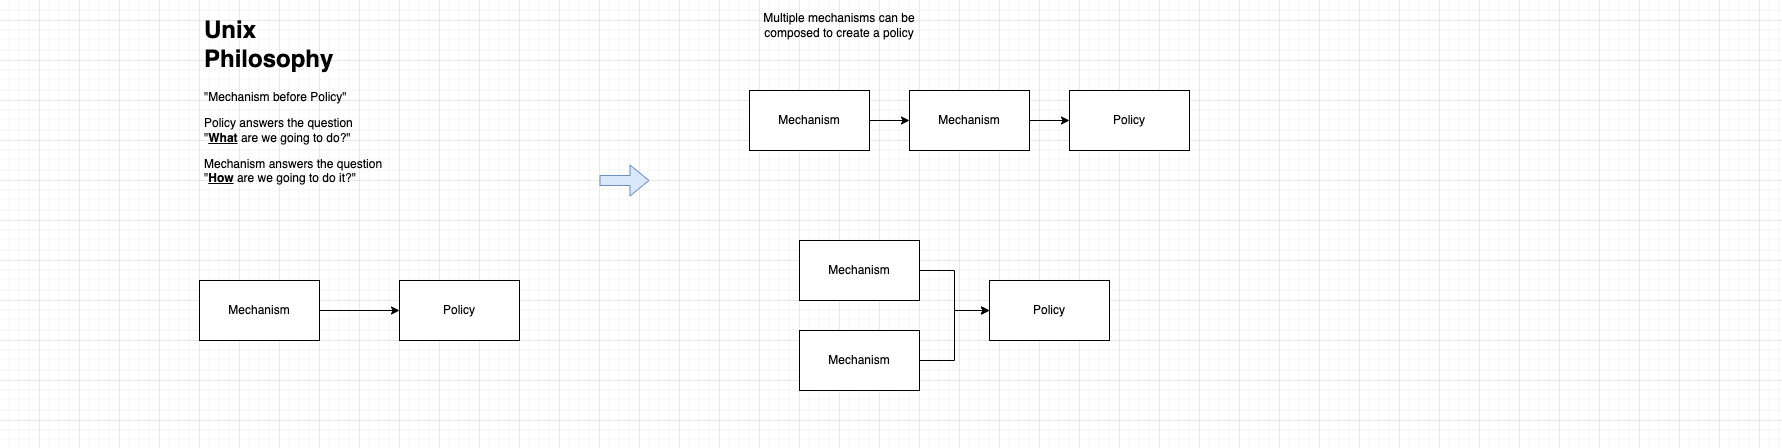 Unix
Philosophy
"Mechanism before Policy"
Policy answers the question
"What are we going to do?"
Mechanism answers the question
"How are we going to do it?"
Mechanism
Policy
Multiple mechanisms can be
composed to create a policy
Mechanism
Mechanism
Policy
Mechanism
Policy
Mechanism